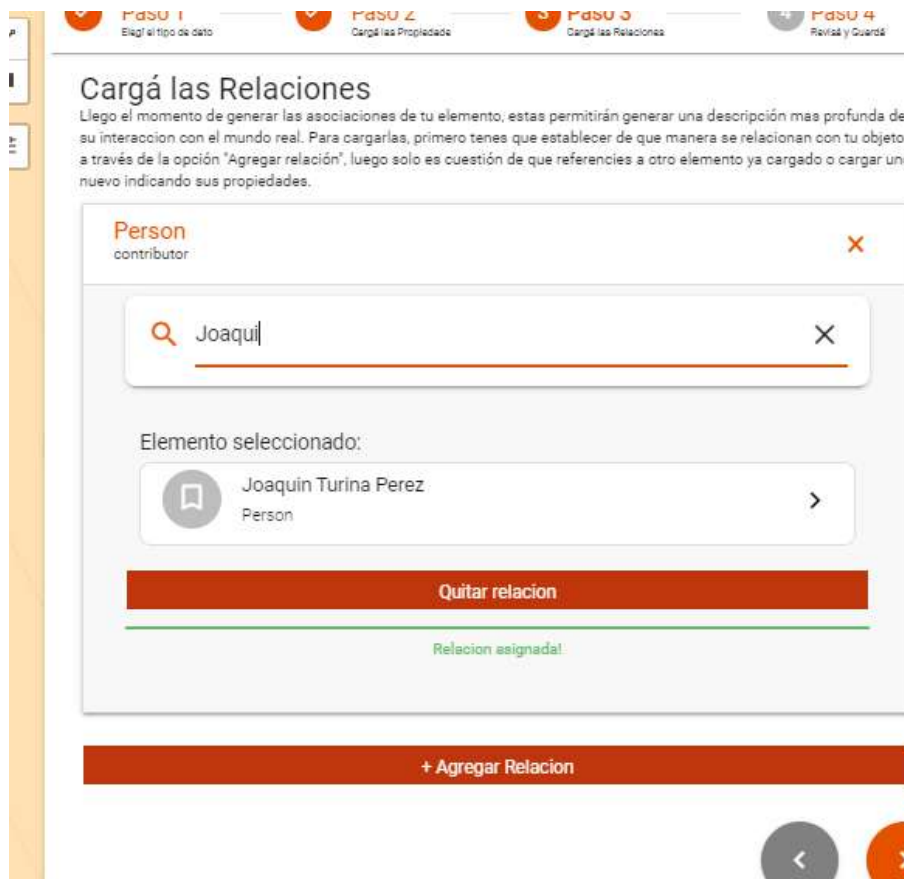 Paso 1
Elegí el tipo de dato
Paso 2
Cargá las Propiedade
3 Paso 3
Cargá las Relaciones
4 Paso 4
Revisá y Guardá
Cargá las Relaciones
Llego el momento de generar las asociaciones de tu elemento, estas permitirán generar una descripción mas profunda de
su interaccion con el mundo real. Para cargarlas, primero tenes que establecer de que manera se relacionan con tu objeto
a través de la opción "Agregar relación", luego solo es cuestión de que referencies a otro elemento ya cargado o cargar uno
nuevo indicando sus propiedades.
Person
contributor
Joaqui
Elemento seleccionado:
Joaquin Turina Perez
Person
Quitar relacion
Relacion asignada!
+ Agregar Relacion